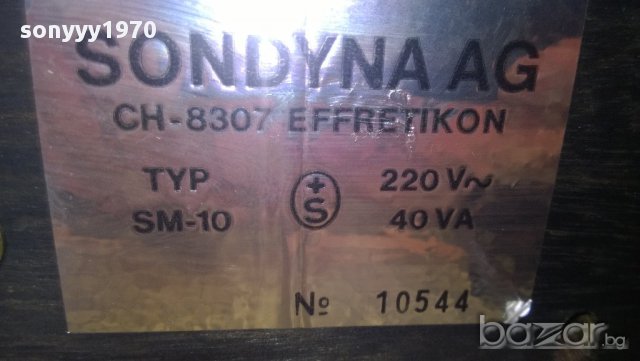 sonyyy1970
SONDYNA AG
CH-8307 EFFRETIKON
TYP + 220 V~
SM-10 S 40 VA
No 10544
bazar.bg